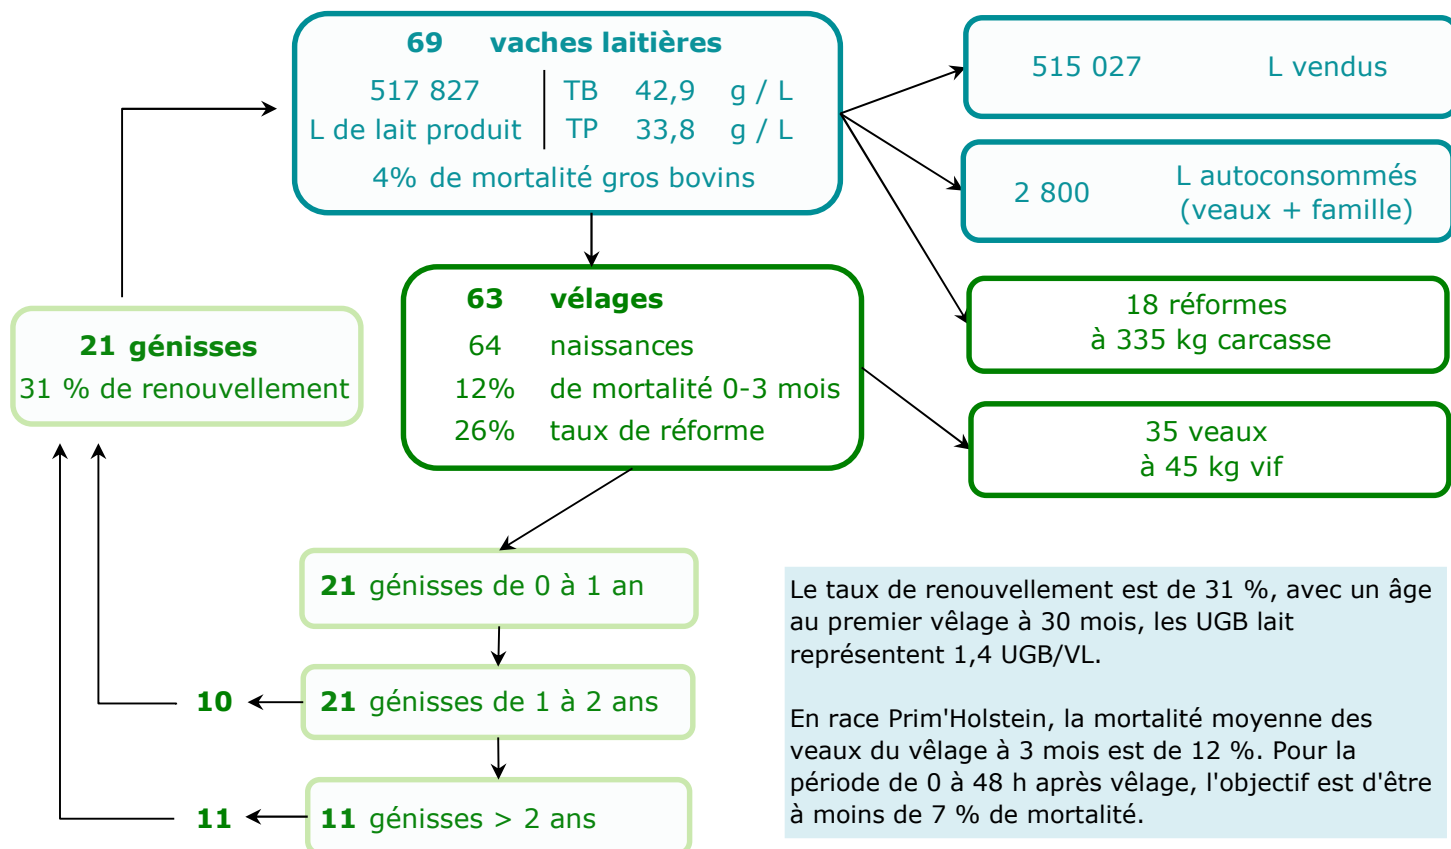 69 vaches laitières
517 827
L de lait produit
TB 42,9 g / L
TP 33,8 g / L
4% de mortalité gros bovins
515 027 L vendus
2 800
L autoconsommés
(veaux + famille)
63 vélages
64 naissances
12% de mortalité 0-3 mois
26% taux de réforme
18 réformes
à 335 kg carcasse
35 veaux
à 45 kg vif
21 génisses
31 % de renouvellement
21 génisses de 0 à 1 an
10
21 génisses de 1 à 2 ans
11
11 génisses > 2 ans
Le taux de renouvellement est de 31 %, avec un âge
au premier vêlage à 30 mois, les UGB lait
représentent 1,4 UGB/VL.
En race Prim'Holstein, la mortalité moyenne des
veaux du vêlage à 3 mois est de 12 %. Pour la
période de 0 à 48 h après vêlage, l'objectif est d'être
à moins de 7 % de mortalité.